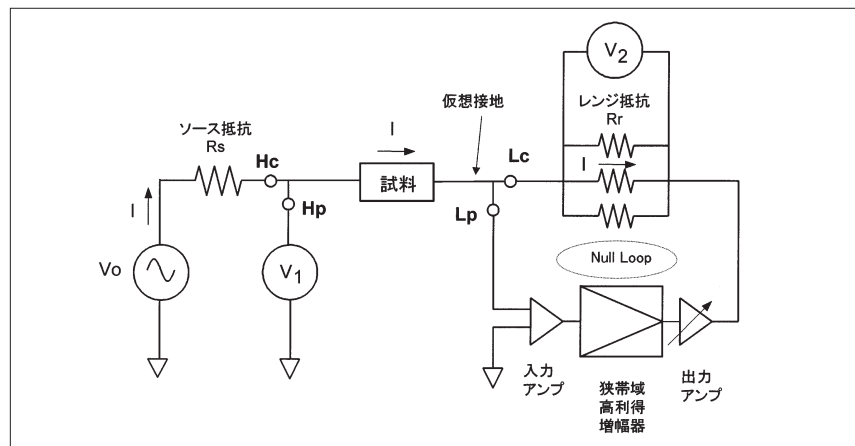 V2
仮想接地
レンジ抵抗
Rr
ソース抵抗
Rs
I
Hc
Lc
I
試料
I
Hp
Lp
Vo
V1
Null Loop
入力
アンプ
狭帯域
高利得
増幅器
出力
アンプ